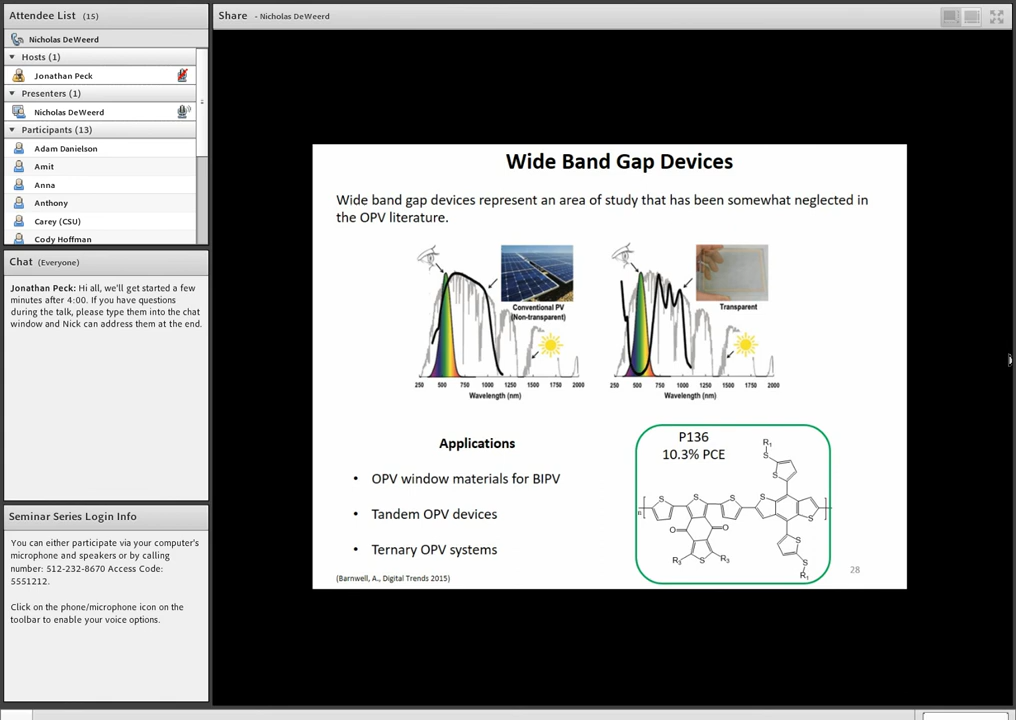 Attendee List (15)
Nicholas DeWeerd
Hosts (1)
Jonathan Peck
Presenters (1)
Nicholas DeWeerd
Participants (13)
Adam Danielson
Amit
Anna
Anthony
Carey (CSU)
Cody Hoffman
Chat (Everyone)
Jonathan Peck: Hi all, we'll get started a few
minutes after 4:00. If you have questions
during the talk, please type them into the chat
window and Nick can address them at the end.
Seminar Series Login Info
You can either participate via your computer's
microphone and speakers or by calling
number: 512-232-8670 Access Code:
5551212.
Click on the phone/microphone icon on the
toolbar to enable your voice options.
Share - Nicholas DeWeerd
Wide Band Gap Devices
Wide band gap devices represent an area of study that has been somewhat neglected in
the OPV literature.
Conventional PV
(Non-transparent)
250 500 750 1000 1250 1500 1750 2000
Wavelength (nm)
Transparent
250 500 750 1000 1250 1500 1750 2000
Wavelength (nm)
Applications
• OPV window materials for BIPV
• Tandem OPV devices
• Ternary OPV systems
(Barnwell, A., Digital Trends 2015)
P136
10.3% PCE
R1
S
S
S S S S
S
n
O O
S
R3 S R3
S
R1
28